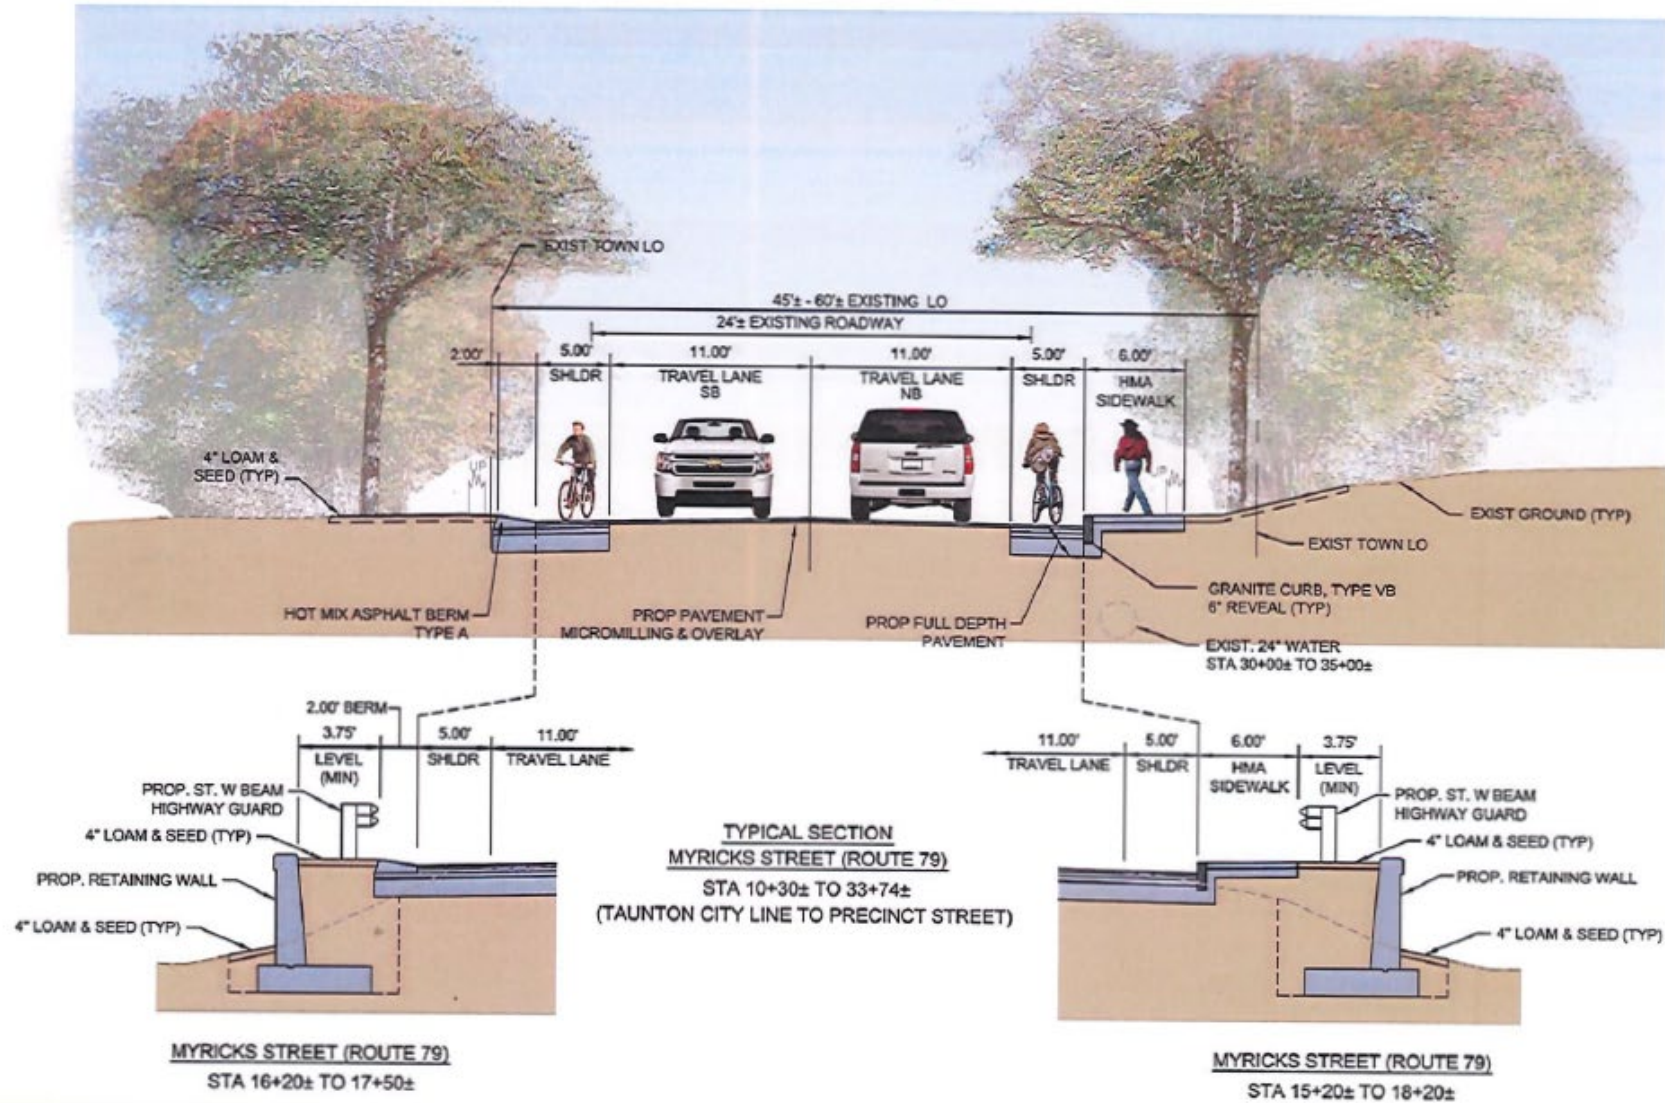 EXIST TOWN LO
45'± - 60'± EXISTING LO
24'± EXISTING ROADWAY
2.00'
5.00'
SHLDR
11.00'
TRAVEL LANE
SB
11.00'
TRAVEL LANE
NB
5.00'
SHLDR
6.00'
HMA
SIDEWALK
4" LOAM &
SEED (TYP)
UP
EXIST GROUND (TYP)
EXIST TOWN LO
GRANITE CURB, TYPE VB
6" REVEAL (TYP)
HOT MIX ASPHALT BERM
TYPE A
PROP PAVEMENT
MICROMILLING & OVERLAY
PROP FULL DEPTH
PAVEMENT
EXIST. 24" WATER
STA 30+00± TO 35+00±
2.00' BERM
3.75'
LEVEL
(MIN)
5.00'
SHLDR
11.00'
TRAVEL LANE
PROP. ST. W BEAM
HIGHWAY GUARD
4" LOAM & SEED (TYP)
PROP. RETAINING WALL
4" LOAM & SEED (TYP)
MYRICKS STREET (ROUTE 79)
STA 16+20± TO 17+50±
TYPICAL SECTION
MYRICKS STREET (ROUTE 79)
STA 10+30± TO 33+74±
(TAUNTON CITY LINE TO PRECINCT STREET)
11.00'
TRAVEL LANE
5.00'
SHLDR
6.00'
HMA
SIDEWALK
3.75'
LEVEL
(MIN)
PROP. ST. W BEAM
HIGHWAY GUARD
4" LOAM & SEED (TYP)
PROP. RETAINING WALL
4" LOAM & SEED (TYP)
MYRICKS STREET (ROUTE 79)
STA 15+20± TO 18+20±